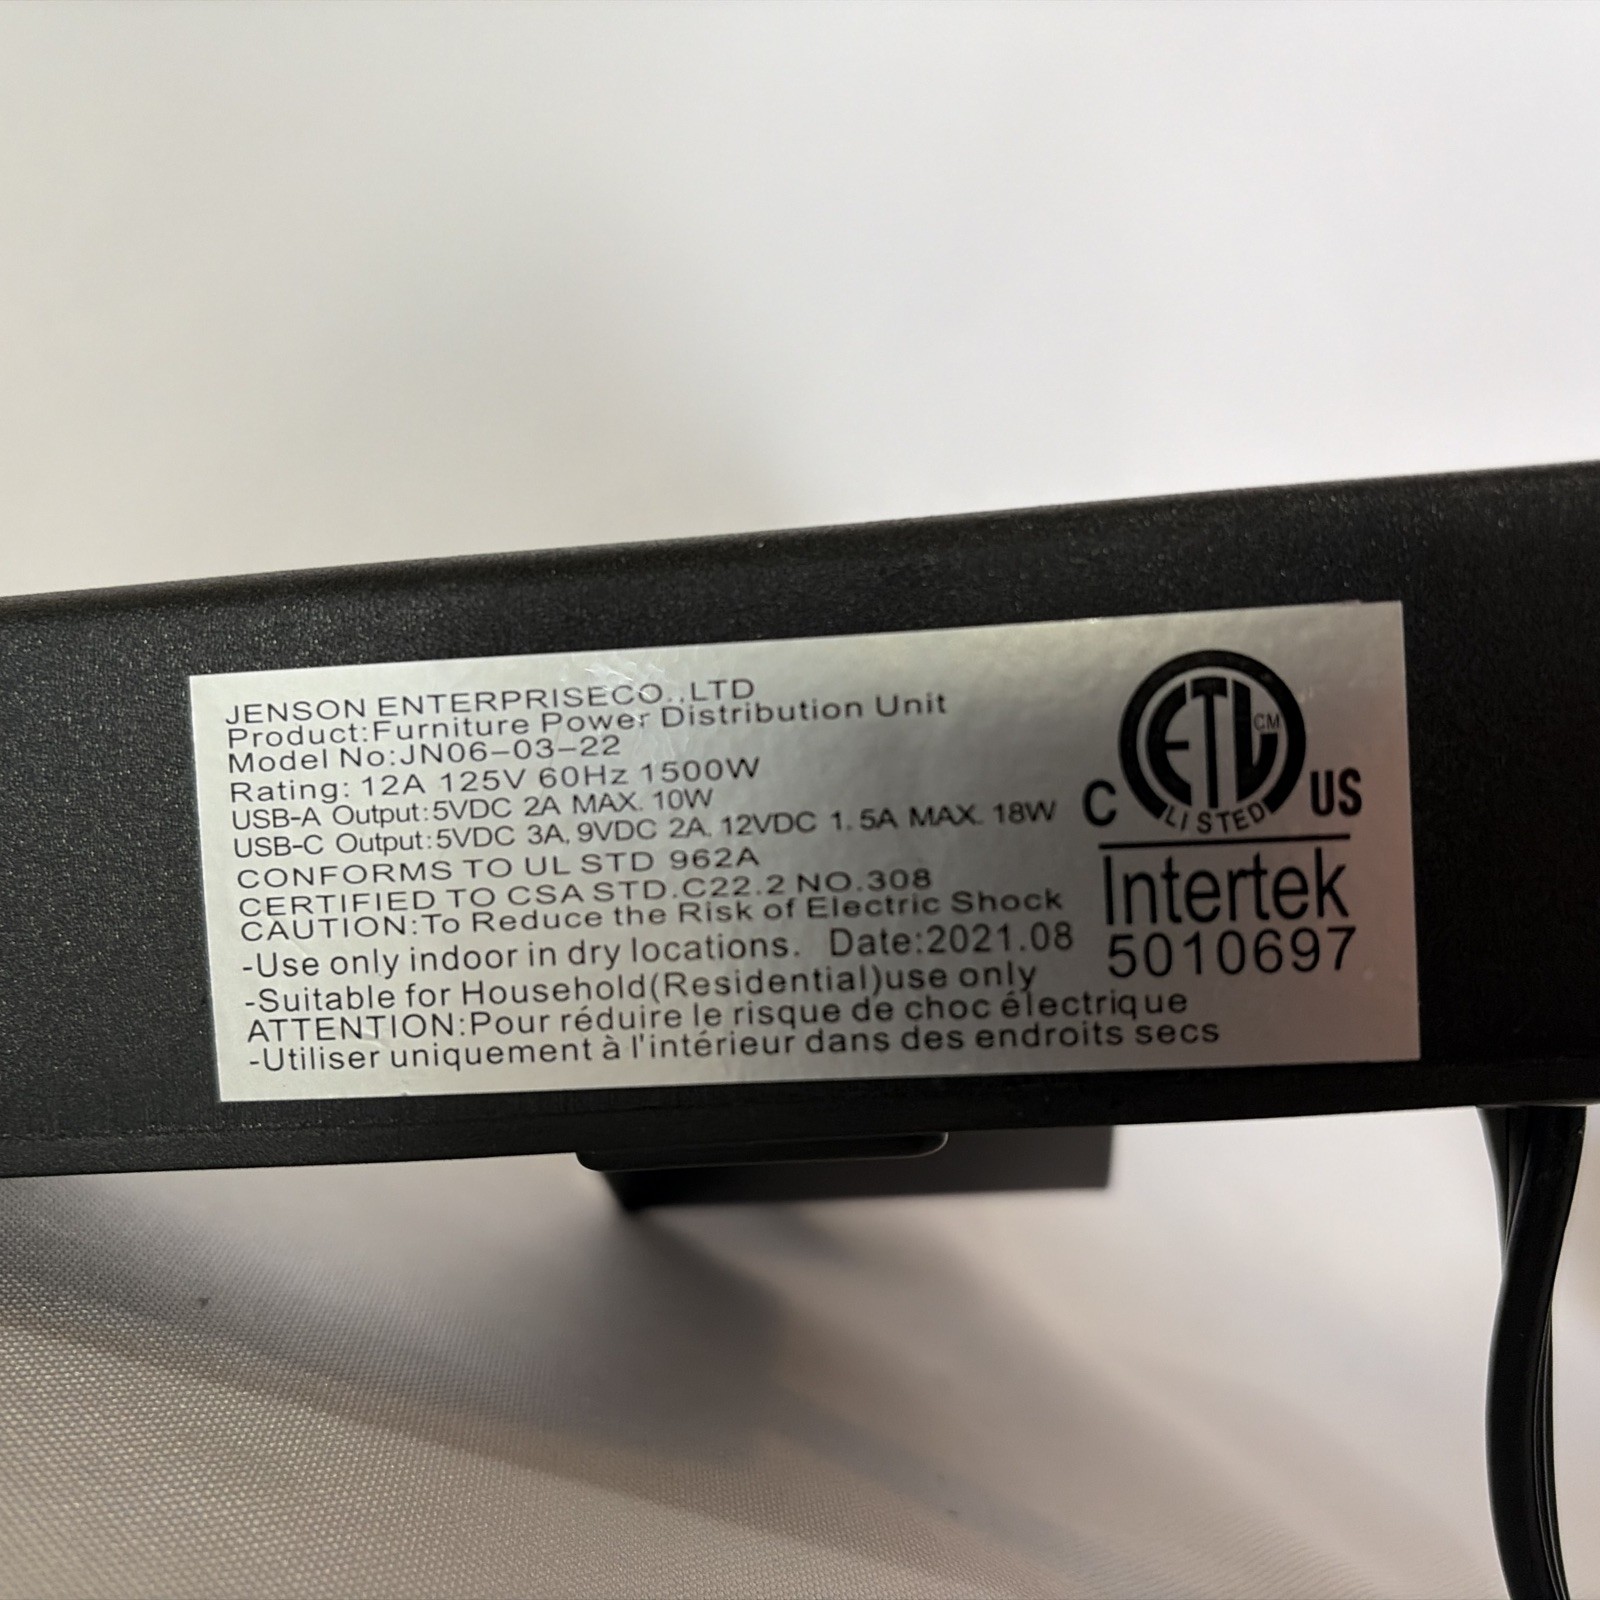 JENSON ENTERPRISECO.,LTD
Product:Furniture Power Distribution Unit
Model No:JN06-03-22
Rating: 12A 125V 60Hz 1500W
USB-A Output:5VDC 2A MAX. 10W
USB-C Output:5VDC 3A, 9VDC 2A, 12VDC 1.5A MAX. 18W
CONFORMS TO UL STD 962A
CERTIFIED TO CSA STD.C22.2 NO.308
CAUTION:To Reduce the Risk of Electric Shock
-Use only indoor in dry locations. Date:2021.08
-Suitable for Household(Residential)use only
ATTENTION:Pour réduire le risque de choc électrique
-Utiliser uniquement à l'intérieur dans des endroits secs
ETL CM
C LISTED US
Intertek
5010697